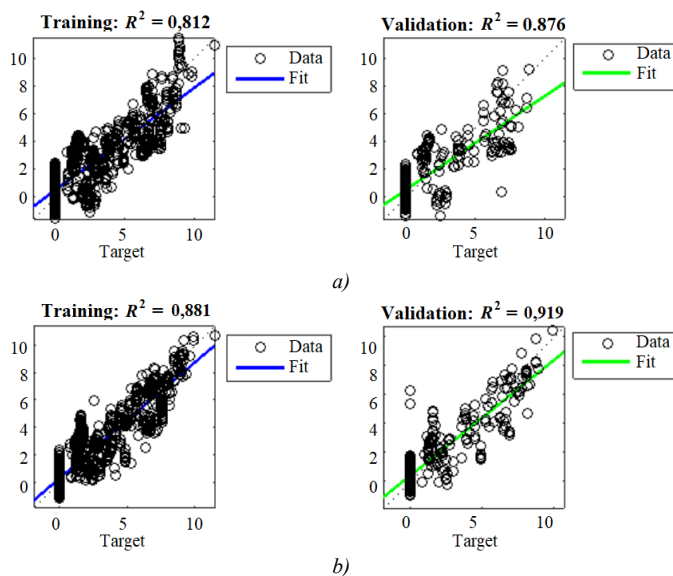 Training: R² = 0,812
Validation: R² = 0.876
Data
Fit
Data
Fit
10
8
6
4
2
0
10
8
6
4
2
0
0 5 10
0 5 10
Target
Target
a)
Training: R² = 0,881
Validation: R² = 0,919
Data
Fit
Data
Fit
10
8
6
4
2
0
10
8
6
4
2
0
0 5 10
0 5 10
Target
Target
b)